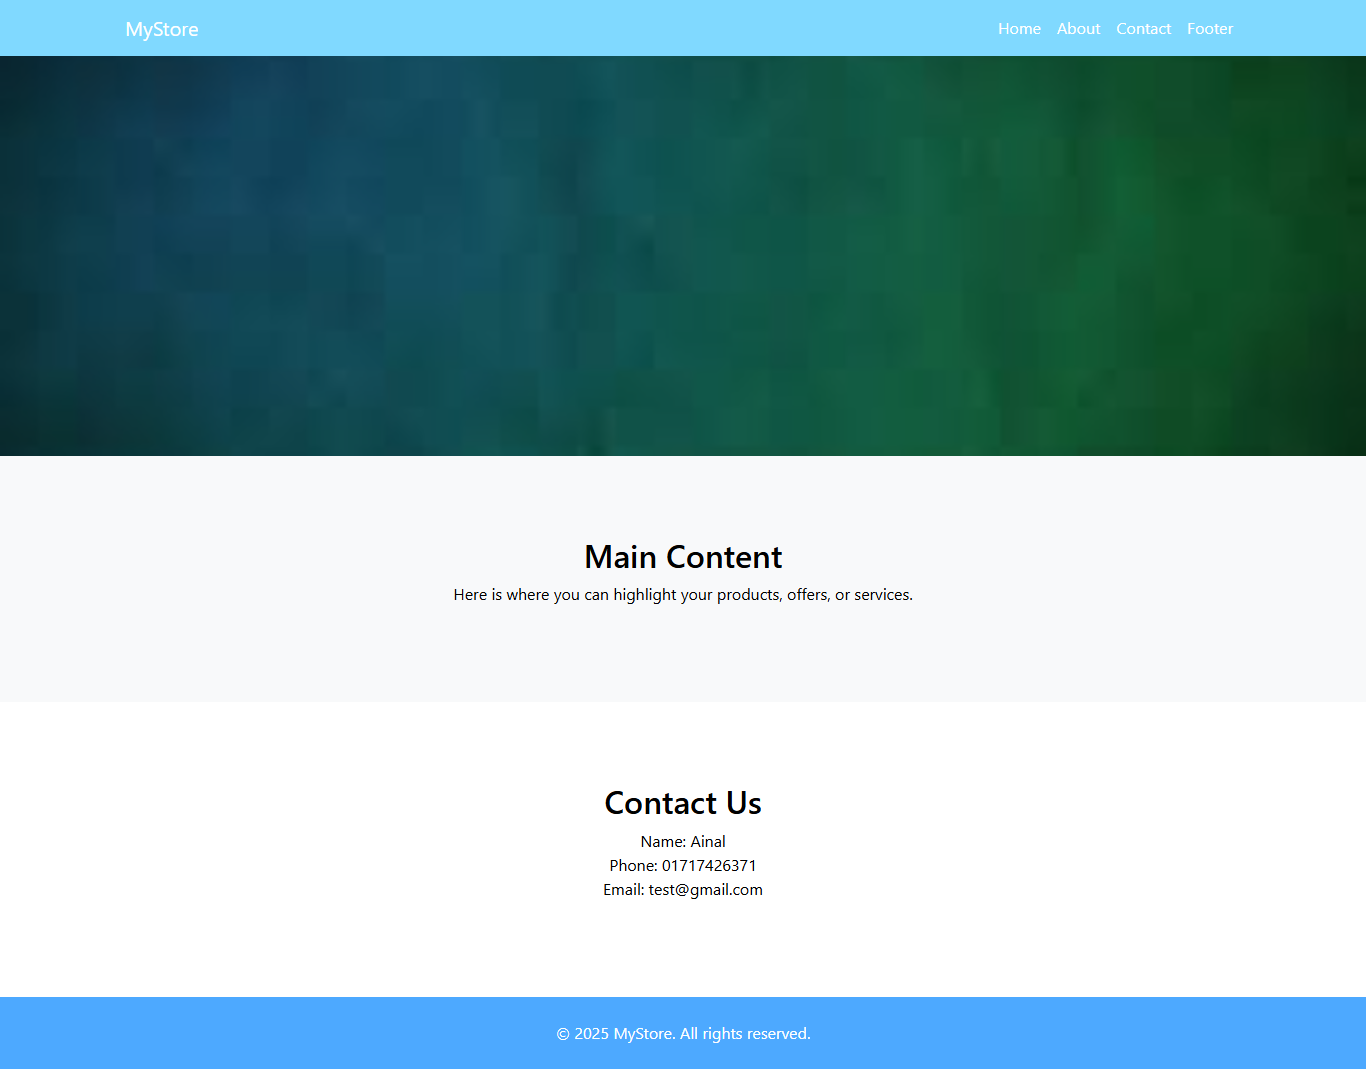 MyStore
Home About Contact Footer
Main Content
Here is where you can highlight your products, offers, or services.
Contact Us
Name: Ainal
Phone: 01717426371
Email: test@gmail.com
© 2025 MyStore. All rights reserved.